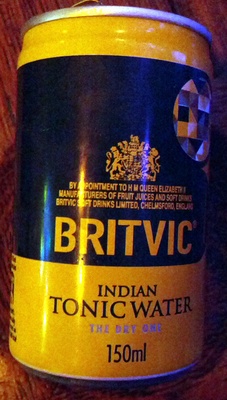 BY APPOINTMENT TO H M QUEEN ELIZABETH II
MANUFACTURERS OF FRUIT JUICES AND SOFT DRINKS
BRITVIC SOFT DRINKS LIMITED, CHELMSFORD, ENGLAND
BRITVIC®
INDIAN
TONIC WATER
THE DRY ONE
150ml